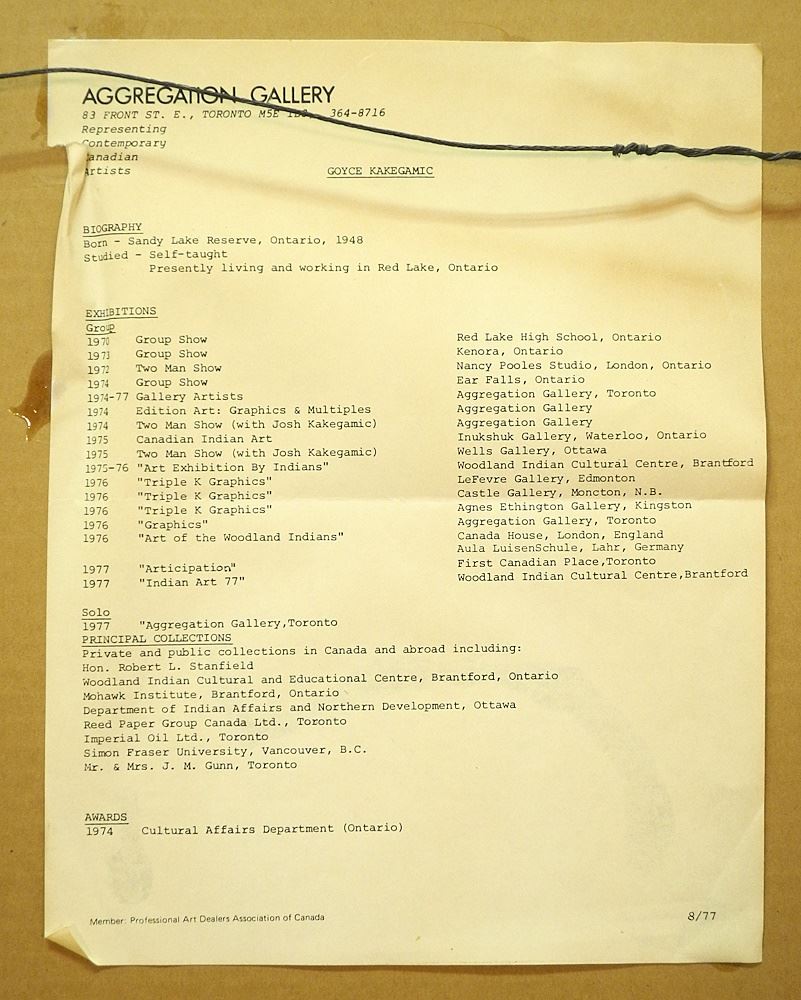 AGGREGATION GALLERY
83 FRONT ST. E., TORONTO M5E 364-8716
Representing
Contemporary
Canadian
Artists
GOYCE KAKEGAMIC
BIOGRAPHY
Born - Sandy Lake Reserve, Ontario, 1948
Studied - Self-taught
Presently living and working in Red Lake, Ontario
EXHIBITIONS
Group
1970 Group Show Red Lake High School, Ontario
1971 Group Show Kenora, Ontario
1972 Two Man Show Nancy Pooles Studio, London, Ontario
1974 Group Show Ear Falls, Ontario
1974-77 Gallery Artists Aggregation Gallery, Toronto
1974 Edition Art: Graphics & Multiples Aggregation Gallery
1974 Two Man Show (with Josh Kakegamic) Aggregation Gallery
1975 Canadian Indian Art Inukshuk Gallery, Waterloo, Ontario
1975 Two Man Show (with Josh Kakegamic) Wells Gallery, Ottawa
1975-76 "Art Exhibition By Indians" Woodland Indian Cultural Centre, Brantford
1976 "Triple K Graphics" LeFevre Gallery, Edmonton
1976 "Triple K Graphics" Castle Gallery, Moncton, N.B.
1976 "Triple K Graphics" Agnes Ethington Gallery, Kingston
1976 "Graphics" Aggregation Gallery, Toronto
1976 "Art of the Woodland Indians" Canada House, London, England
Aula LuisenSchule, Lahr, Germany
1977 "Articipation" First Canadian Place,Toronto
1977 "Indian Art 77" Woodland Indian Cultural Centre,Brantford
Solo
1977 "Aggregation Gallery,Toronto
PRINCIPAL COLLECTIONS
Private and public collections in Canada and abroad including:
Hon. Robert L. Stanfield
Woodland Indian Cultural and Educational Centre, Brantford, Ontario
Mohawk Institute, Brantford, Ontario
Department of Indian Affairs and Northern Development, Ottawa
Reed Paper Group Canada Ltd., Toronto
Imperial Oil Ltd., Toronto
Simon Fraser University, Vancouver, B.C.
Mr. & Mrs. J. M. Gunn, Toronto
AWARDS
1974 Cultural Affairs Department (Ontario)
Member: Professional Art Dealers Association of Canada
8/77